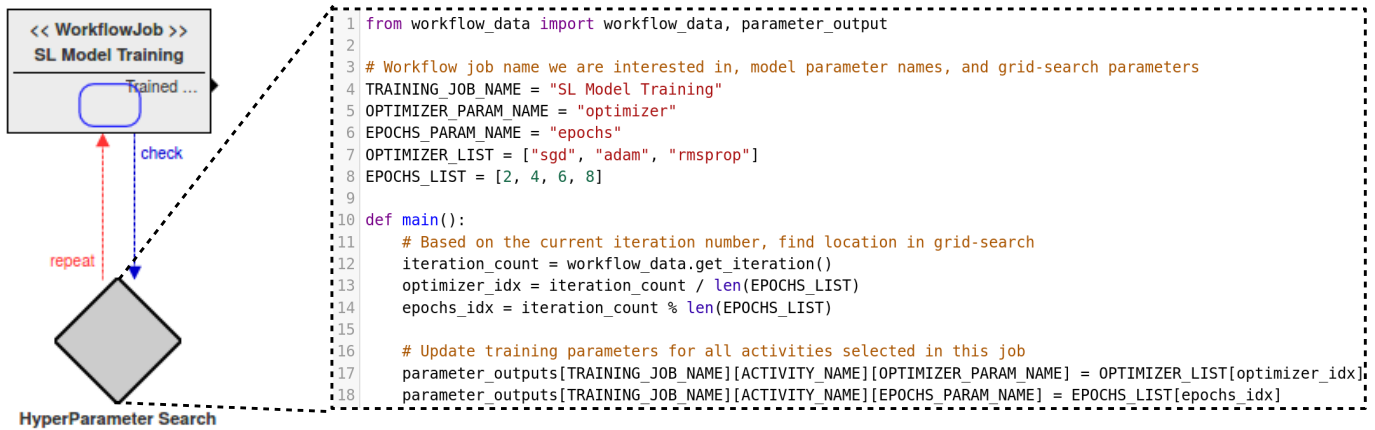 << WorkflowJob >>
SL Model Training
Trained ...
check
repeat
HyperParameter Search
1 from workflow_data import workflow_data, parameter_output
2
3 # Workflow job name we are interested in, model parameter names, and grid-search parameters
4 TRAINING_JOB_NAME = "SL Model Training"
5 OPTIMIZER_PARAM_NAME = "optimizer"
6 EPOCHS_PARAM_NAME = "epochs"
7 OPTIMIZER_LIST = ["sgd", "adam", "rmsprop"]
8 EPOCHS_LIST = [2, 4, 6, 8]
9
10 def main():
11     # Based on the current iteration number, find location in grid-search
12     iteration_count = workflow_data.get_iteration()
13     optimizer_idx = iteration_count / len(EPOCHS_LIST)
14     epochs_idx = iteration_count % len(EPOCHS_LIST)
15
16     # Update training parameters for all activities selected in this job
17     parameter_outputs[TRAINING_JOB_NAME][ACTIVITY_NAME][OPTIMIZER_PARAM_NAME] = OPTIMIZER_LIST[optimizer_idx]
18     parameter_outputs[TRAINING_JOB_NAME][ACTIVITY_NAME][EPOCHS_PARAM_NAME] = EPOCHS_LIST[epochs_idx]